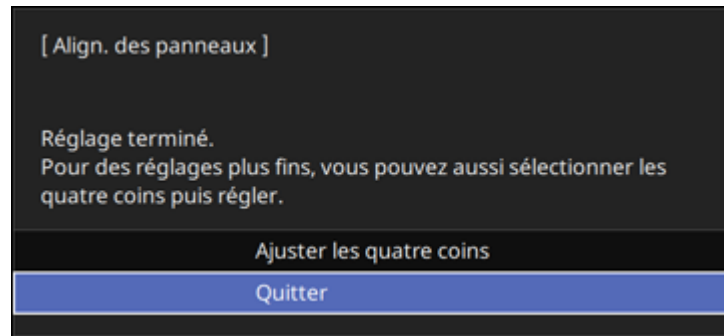 [ Align. des panneaux ]
Réglage terminé.
Pour des réglages plus fins, vous pouvez aussi sélectionner les
quatre coins puis régler.
Ajuster les quatre coins
Quitter